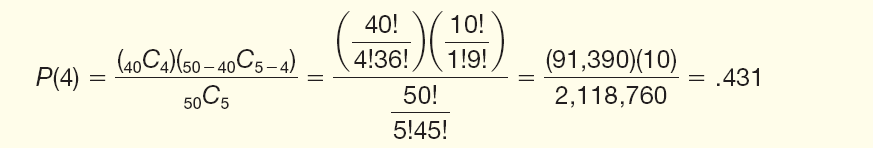 P(4) = (₄₀C₄)(₅₀ ₋ ₄₀C₅ ₋ ₄) / ₅₀C₅ = (40! / 4!36!)(10! / 1!9!) / (50! / 5!45!) = (91,390)(10) / 2,118,760 = .431